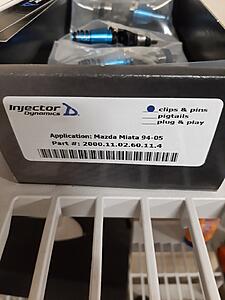 Injector
Dynamics
clips & pins
pigtails
plug & play
Application: Mazda Miata 94-05
Part #: 2000.11.02.60.11.4